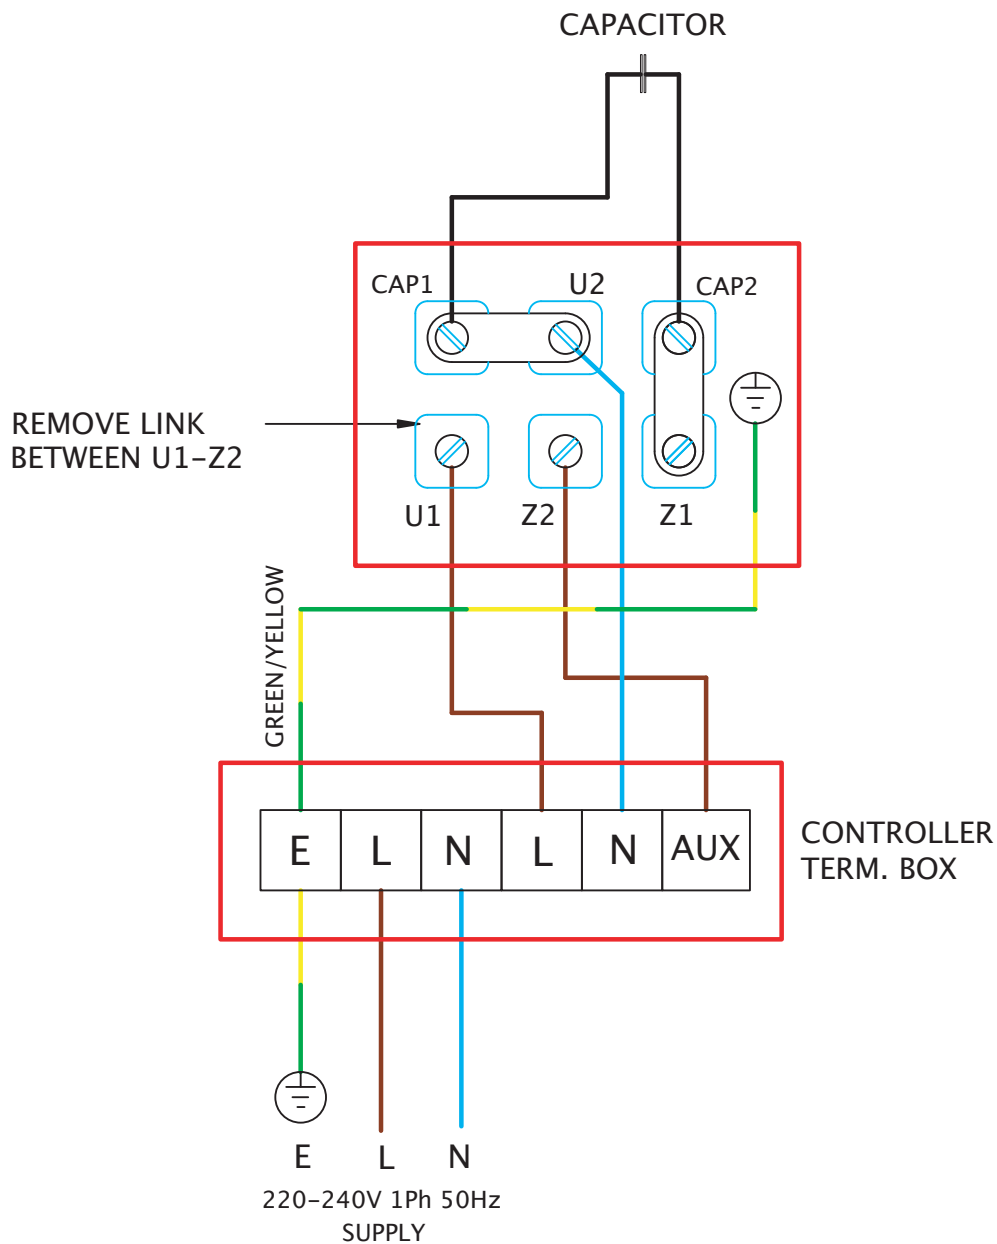 CAPACITOR
CAP1
U2
CAP2
REMOVE LINK
BETWEEN U1-Z2
U1
Z2
Z1
GREEN/YELLOW
E
L
N
L
N
AUX
CONTROLLER
TERM. BOX
E
L
N
220-240V 1Ph 50Hz
SUPPLY